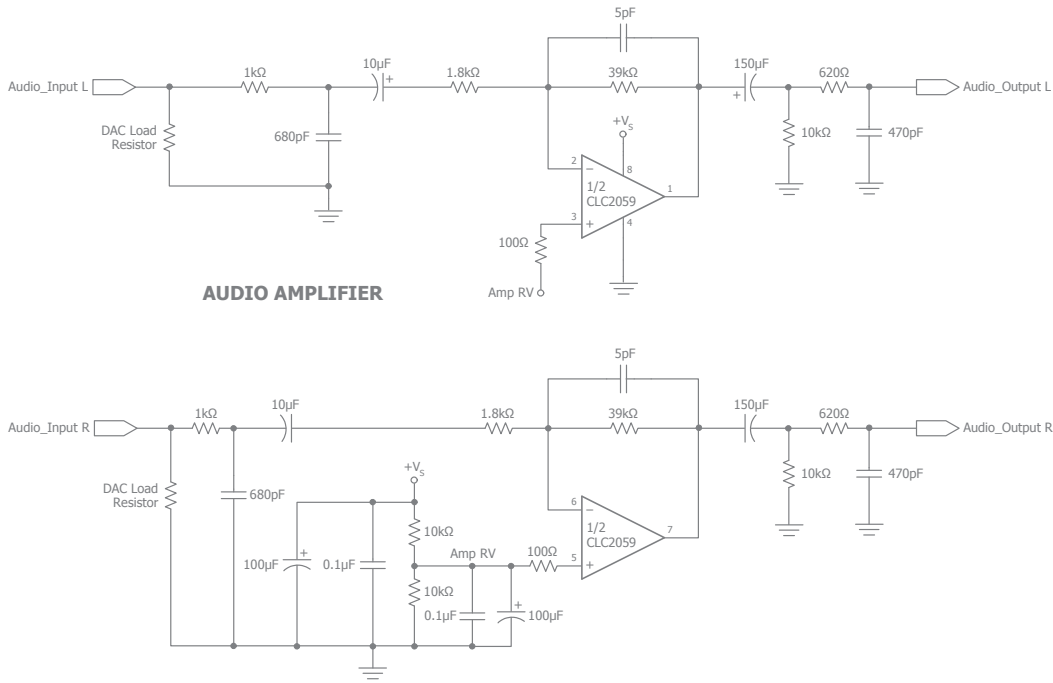 5pF
10µF
150µF
1kΩ
1.8kΩ
39kΩ
620Ω
Audio_Input L
+
+
Audio_Output L
DAC Load
Resistor
680pF
+VS
10kΩ
470pF
2
−
8
1/2
CLC2059
1
3
+
4
100Ω
Amp RV
AUDIO AMPLIFIER
5pF
1kΩ
10µF
1.8kΩ
39kΩ
150µF
620Ω
Audio_Input R
Audio_Output R
DAC Load
Resistor
680pF
+VS
10kΩ
470pF
6
−
10kΩ
1/2
CLC2059
7
100µF
+
0.1µF
Amp RV
100Ω
5
+
10kΩ
0.1µF
+
100µF